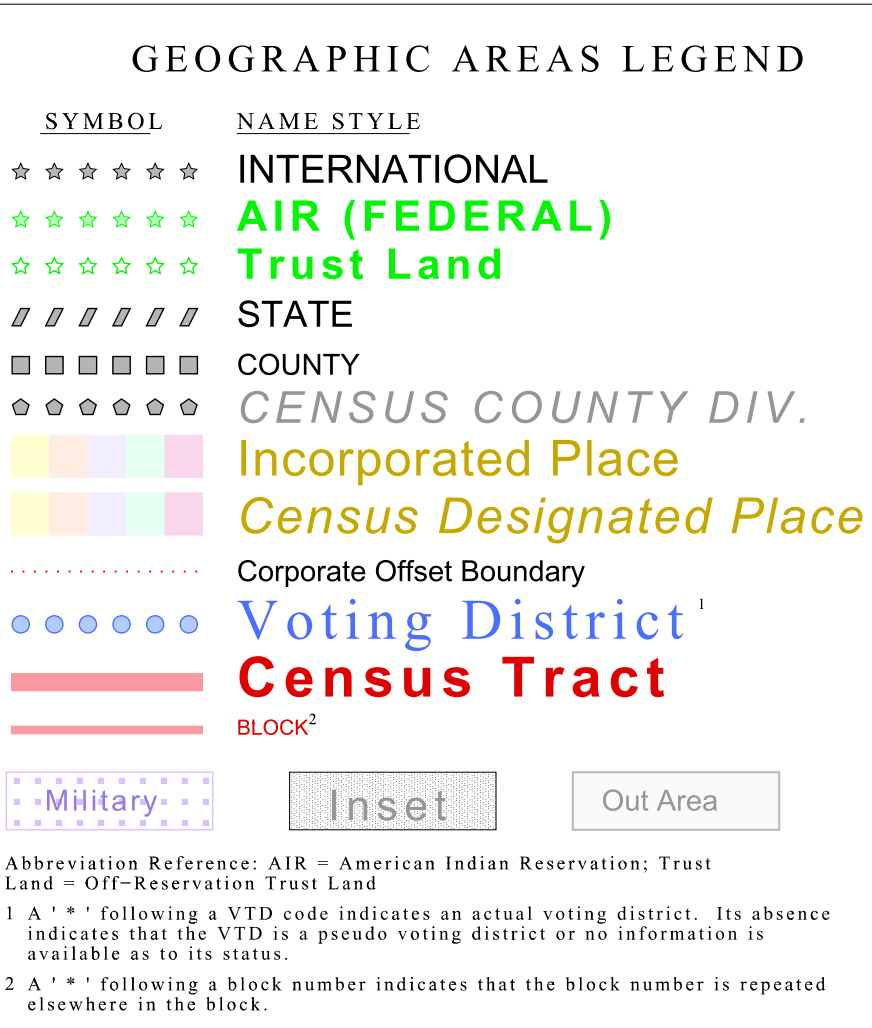 GEOGRAPHIC AREAS LEGEND
SYMBOL NAME STYLE
INTERNATIONAL
AIR (FEDERAL)
Trust Land
STATE
COUNTY
CENSUS COUNTY DIV.
Incorporated Place
Census Designated Place
Corporate Offset Boundary
Voting District 1
Census Tract
BLOCK2
Military Inset Out Area
Abbreviation Reference: AIR = American Indian Reservation; Trust
Land = Off−Reservation Trust Land
1 A ' * ' following a VTD code indicates an actual voting district. Its absence
indicates that the VTD is a pseudo voting district or no information is
available as to its status.
2 A ' * ' following a block number indicates that the block number is repeated
elsewhere in the block.